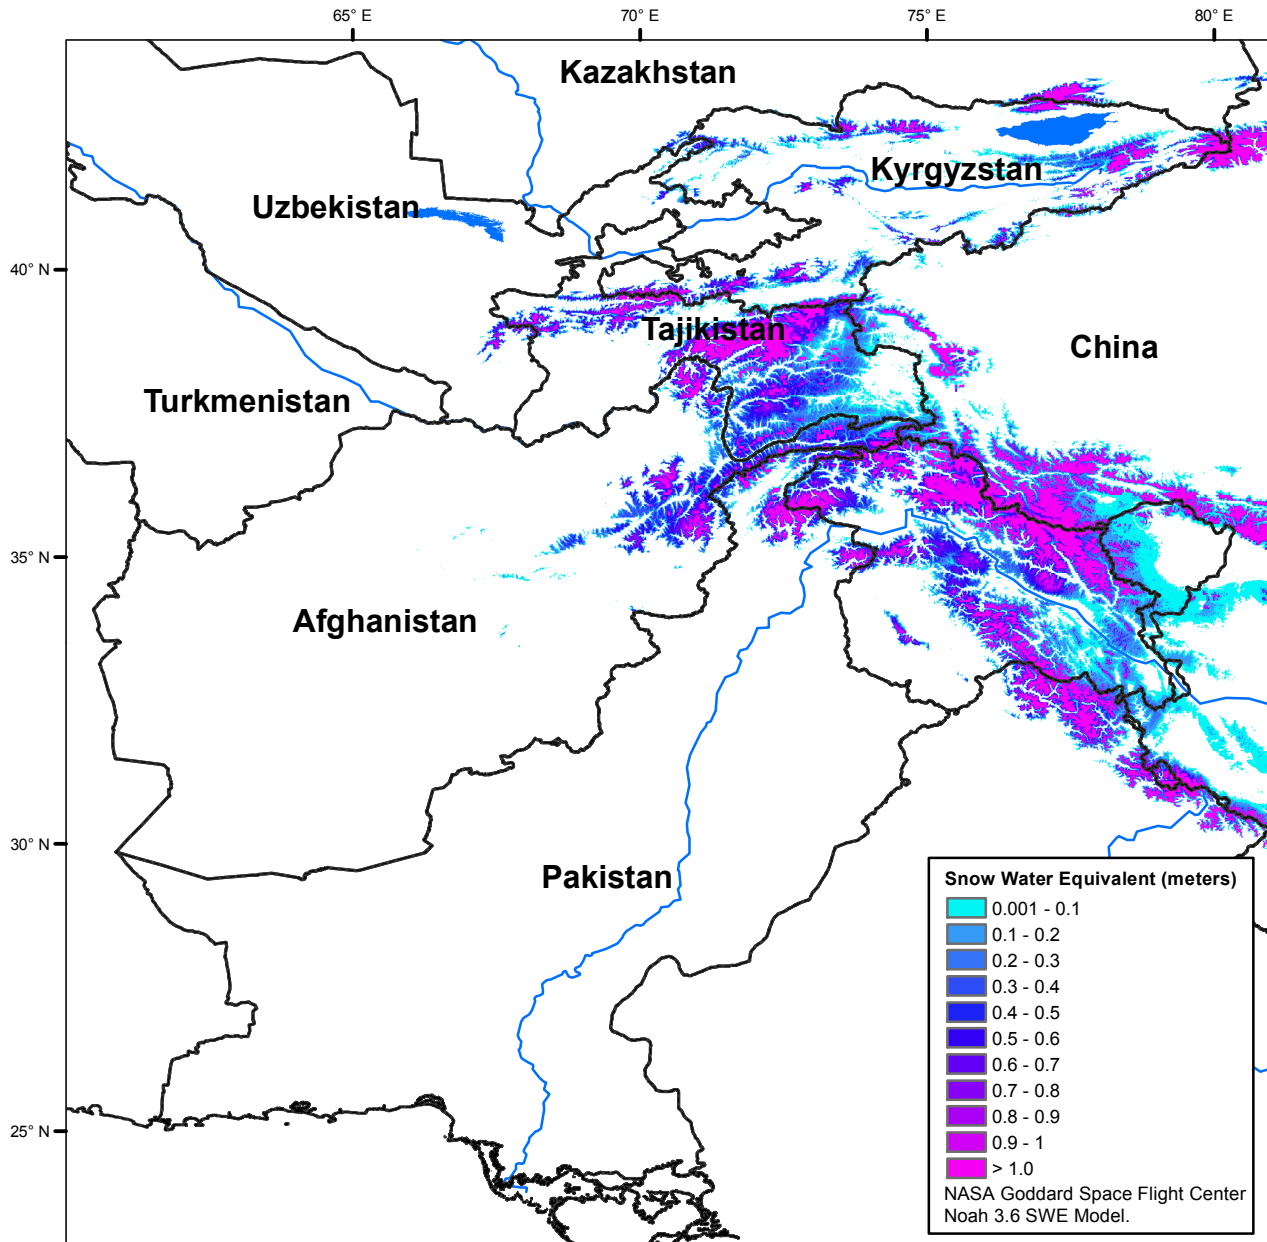 65° E
70° E
75° E
80° E
Kazakhstan
Kyrgyzstan
Uzbekistan
40° N
Tajikistan
China
Turkmenistan
35° N
Afghanistan
30° N
Pakistan
25° N
Snow Water Equivalent (meters)
0.001 - 0.1
0.1 - 0.2
0.2 - 0.3
0.3 - 0.4
0.4 - 0.5
0.5 - 0.6
0.6 - 0.7
0.7 - 0.8
0.8 - 0.9
0.9 - 1
> 1.0
NASA Goddard Space Flight Center
Noah 3.6 SWE Model.